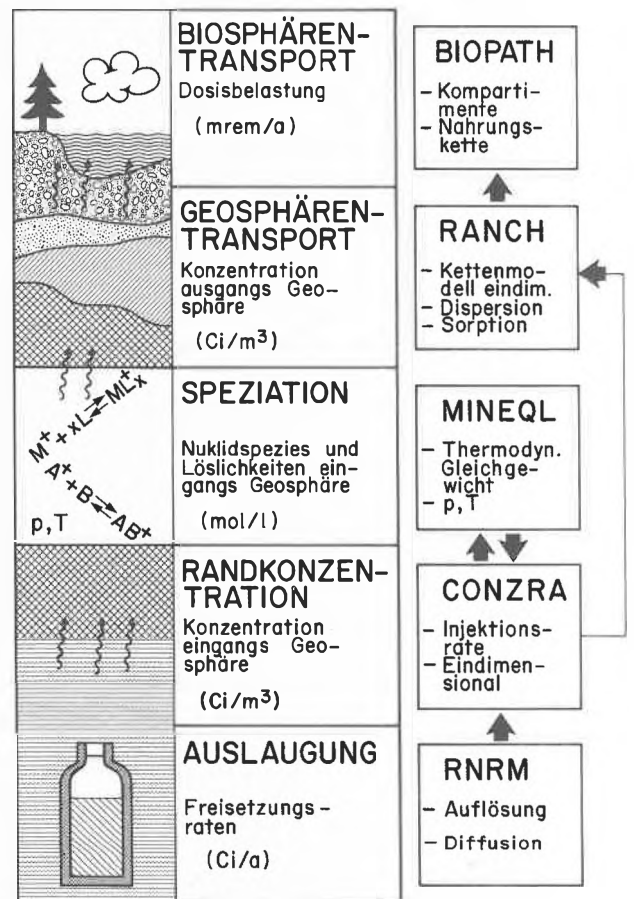 BIOSPHÄREN-
TRANSPORT
Dosisbelastung
(mrem/a)
GEOSPHÄREN-
TRANSPORT
Konzentration
ausgangs Geo-
sphäre
(Ci/m³)
M⁺ + xL ⇄ ML⁺x
A⁺ + B ⇄ AB⁺
p,T
SPEZIATION
Nuklidspezies und
Löslichkeiten ein-
gangs Geosphäre
(mol/l)
RANDKONZEN-
TRATION
Konzentration
eingangs Geo-
sphäre
(Ci/m³)
AUSLAUGUNG
Freisetzungs-
raten
(Ci/a)
BIOPATH
- Komparti-
mente
- Nahrungs-
kette
RANCH
- Kettenmo-
dell eindim.
- Dispersion
- Sorption
MINEQL
- Thermodyn.
Gleichge-
wicht
- p,T
CONZRA
- Injektions-
rate
- Eindimen-
sional
RNRM
- Auflösung
- Diffusion